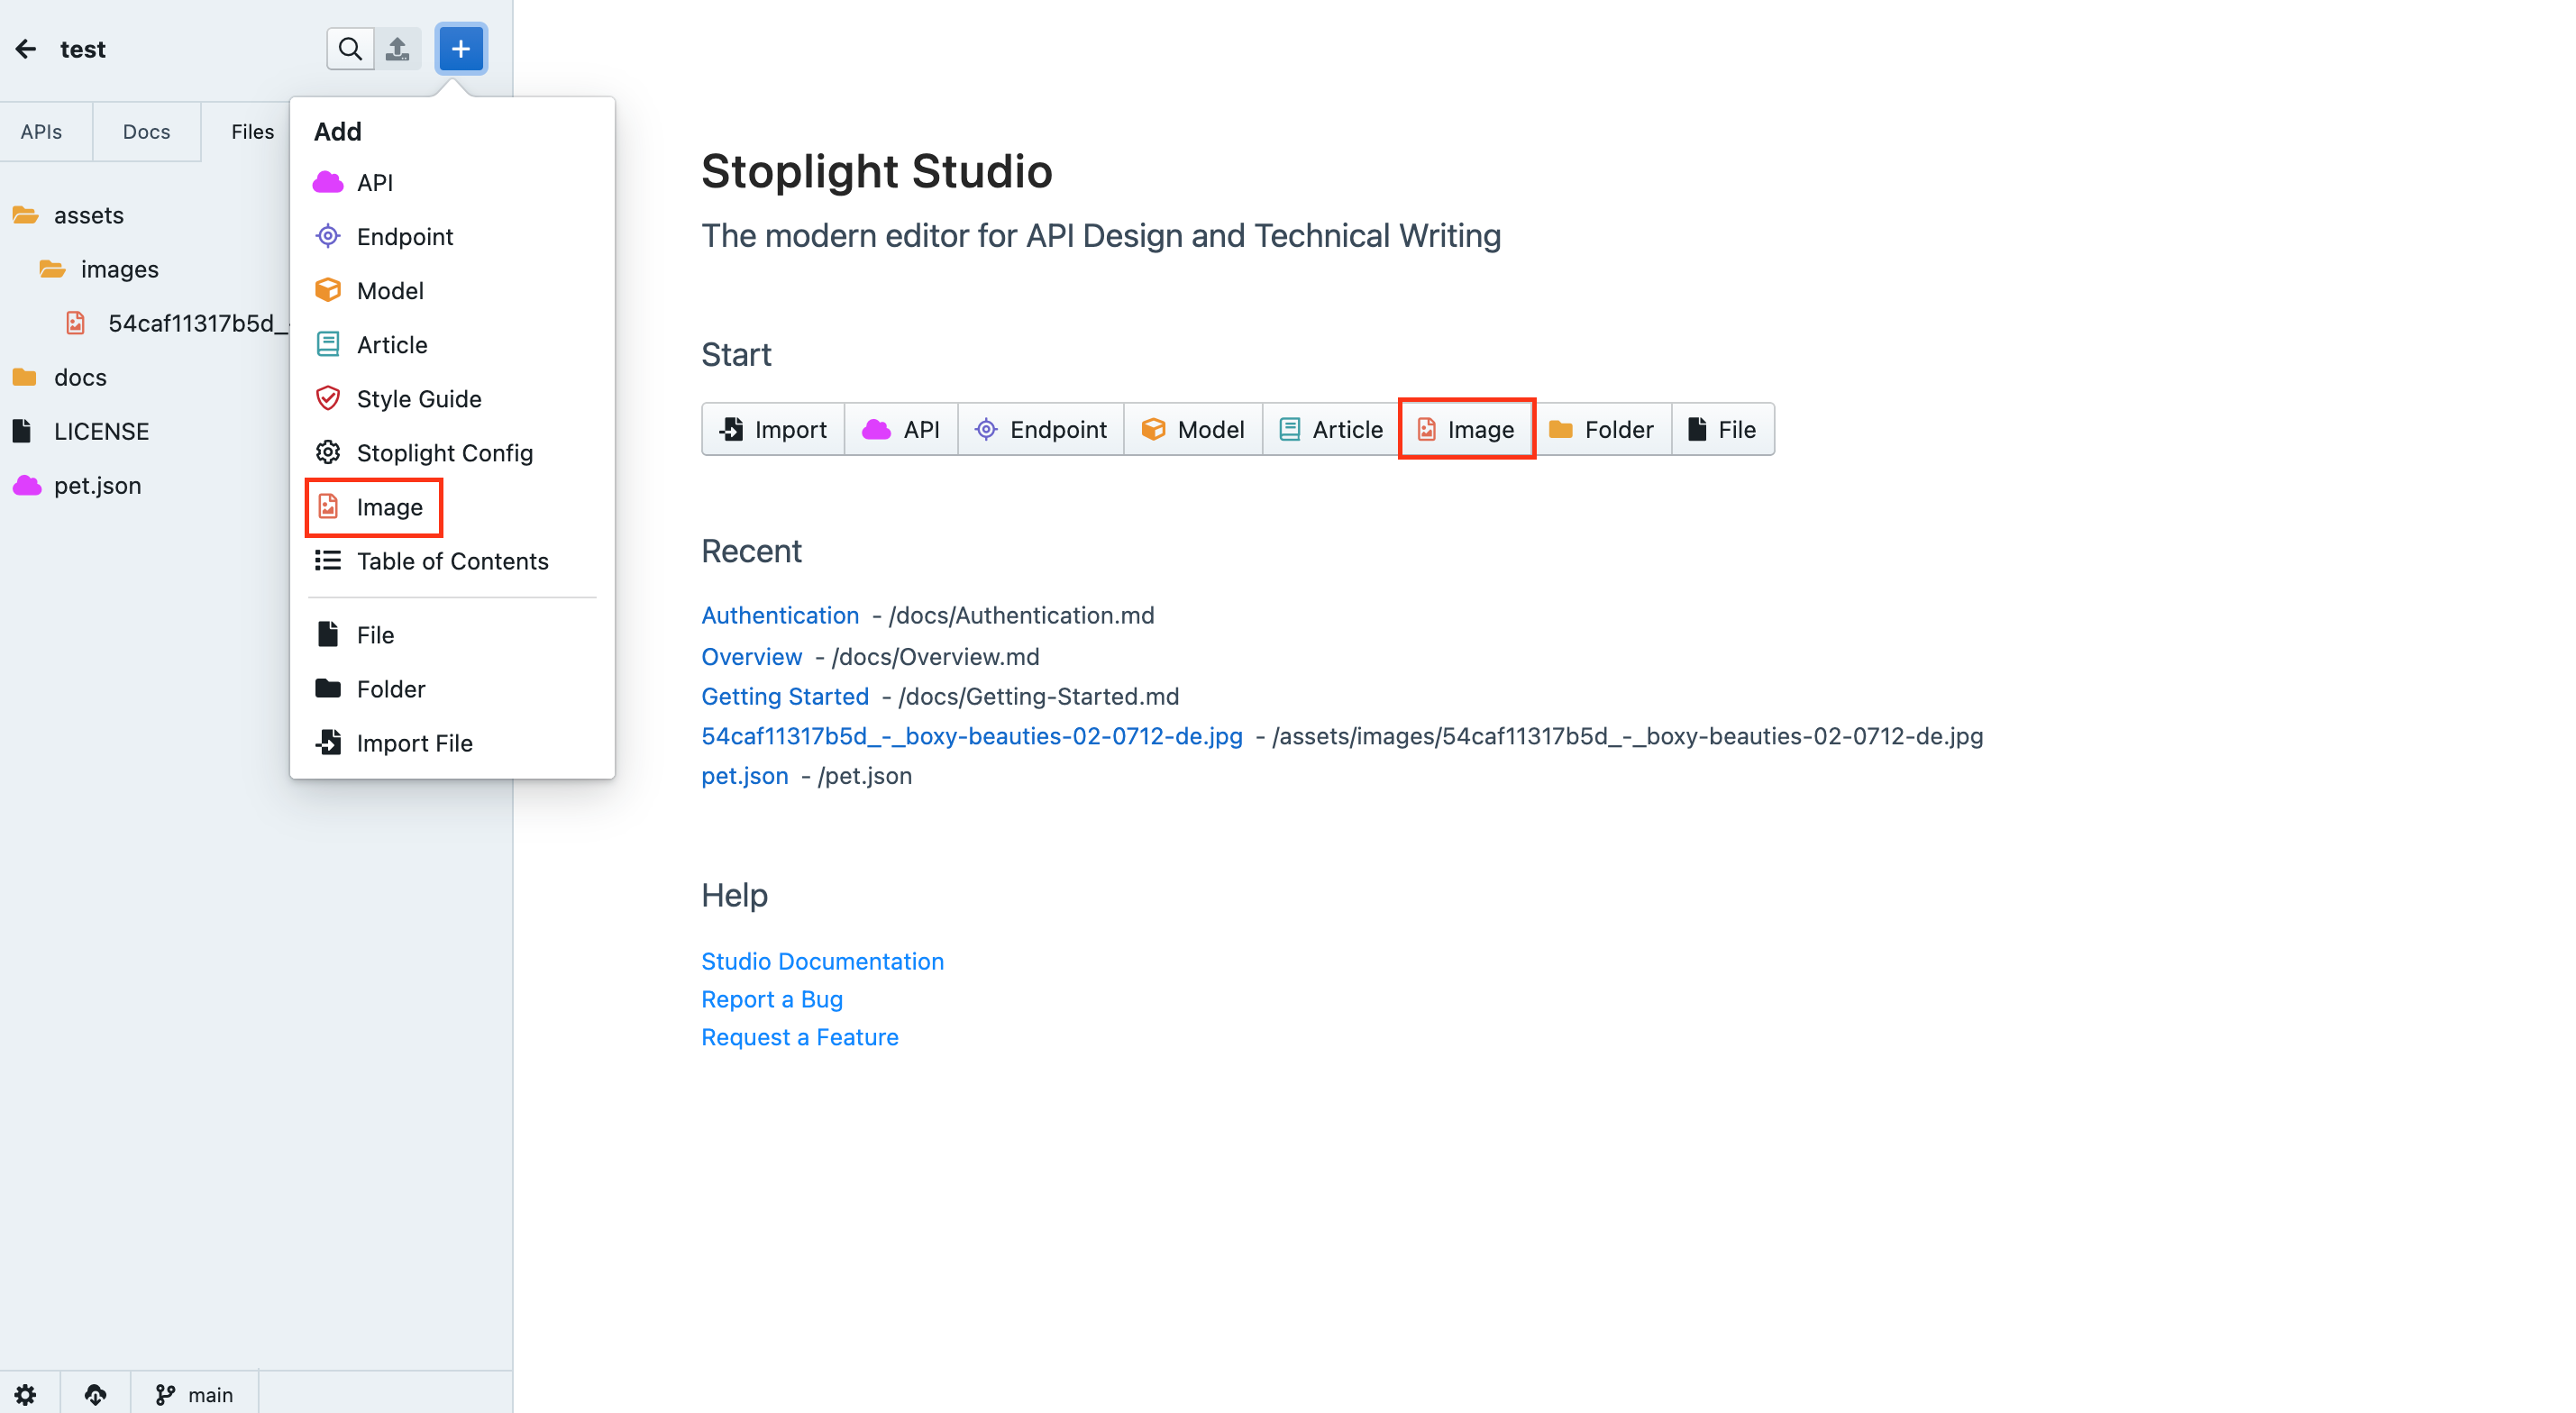 test
APIs
Docs
Files
assets
images
54caf11317b5d_-
docs
LICENSE
pet.json
Add
API
Endpoint
Model
Article
Style Guide
Stoplight Config
Image
Table of Contents
File
Folder
Import File
Stoplight Studio
The modern editor for API Design and Technical Writing
Start
Import
API
Endpoint
Model
Article
Image
Folder
File
Recent
Authentication - /docs/Authentication.md
Overview - /docs/Overview.md
Getting Started - /docs/Getting-Started.md
54caf11317b5d_-_boxy-beauties-02-0712-de.jpg - /assets/images/54caf11317b5d_-_boxy-beauties-02-0712-de.jpg
pet.json - /pet.json
Help
Studio Documentation
Report a Bug
Request a Feature
main